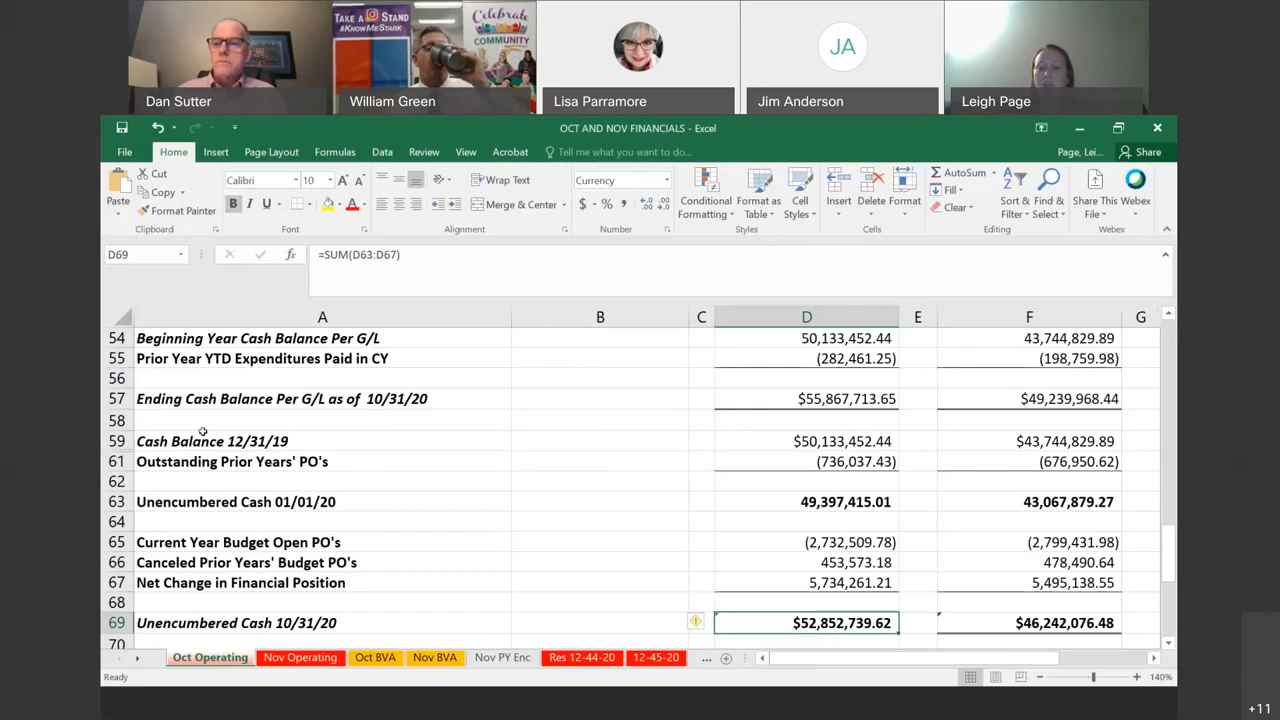 TAKE A STAND
#KNOWMESTARK
Celebrate
COMMUNITY
JA
Dan Sutter
William Green
Lisa Parramore
Jim Anderson
Leigh Page
OCT AND NOV FINANCIALS - Excel
File Home Insert Page Layout Formulas Data Review View Acrobat Tell me what you want to do... Page, Lei... Share
Paste
Cut
Copy
Format Painter
Clipboard
Calibri 10
B I U
Font
Wrap Text
Merge & Center
Alignment
Currency
$ % ,
Number
Conditional Formatting
Format as Table
Cell Styles
Styles
Insert Delete Format
Cells
AutoSum
Fill
Clear
Sort & Filter
Find & Select
Editing
Share This File
Webex
Webex
D69 fx =SUM(D63:D67)
A B C D E F G
54 Beginning Year Cash Balance Per G/L 50,133,452.44 43,744,829.89
55 Prior Year YTD Expenditures Paid in CY (282,461.25) (198,759.98)
56
57 Ending Cash Balance Per G/L as of 10/31/20 $55,867,713.65 $49,239,968.44
58
59 Cash Balance 12/31/19 $50,133,452.44 $43,744,829.89
61 Outstanding Prior Years' PO's (736,037.43) (676,950.62)
62
63 Unencumbered Cash 01/01/20 49,397,415.01 43,067,879.27
64
65 Current Year Budget Open PO's (2,732,509.78) (2,799,431.98)
66 Canceled Prior Years' Budget PO's 453,573.18 478,490.64
67 Net Change in Financial Position 5,734,261.21 5,495,138.55
68
69 Unencumbered Cash 10/31/20 $52,852,739.62 $46,242,076.48
70
Oct Operating Nov Operating Oct BVA Nov BVA Nov PY Enc Res 12-44-20 12-45-20 ...
Ready 140%
+11